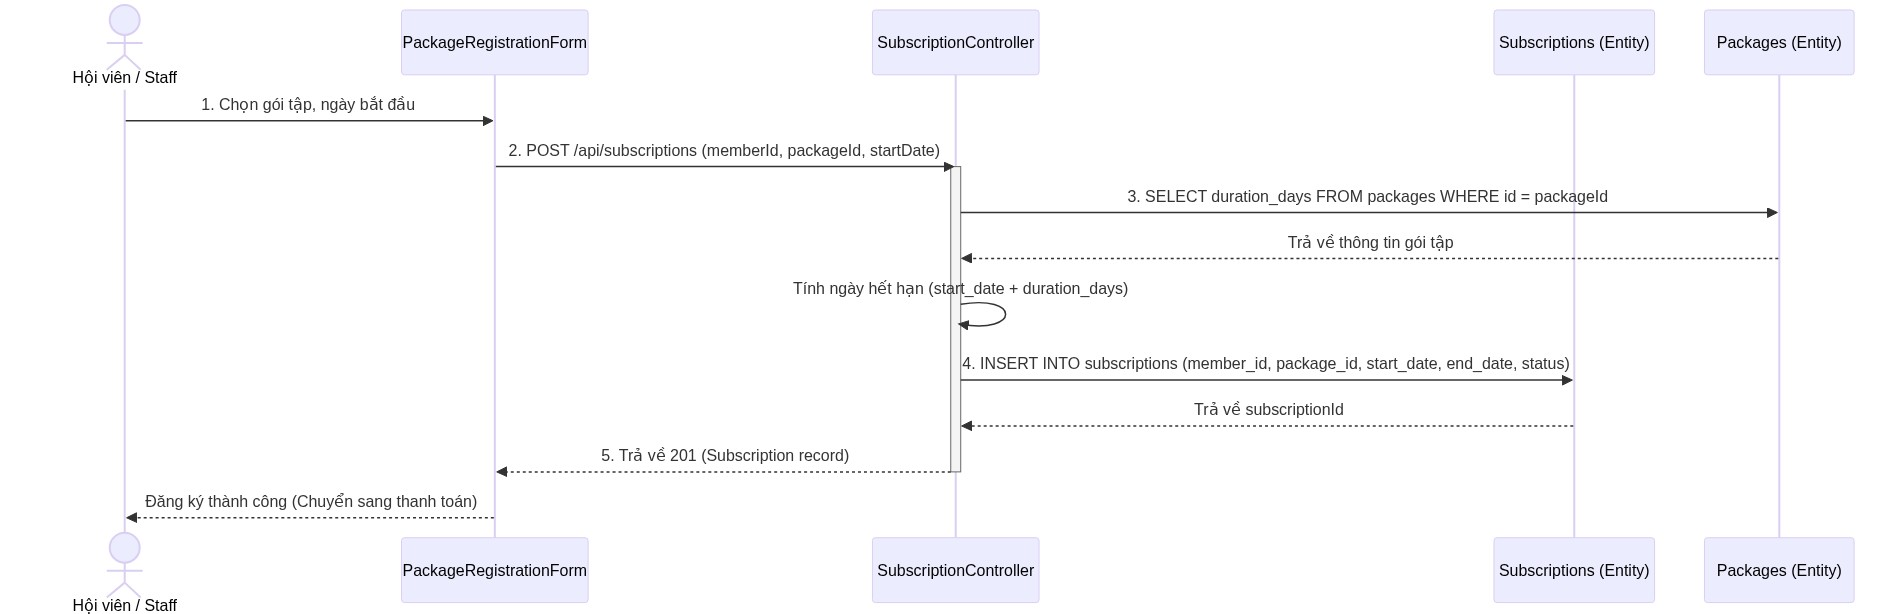 Hội viên / Staff
PackageRegistrationForm
SubscriptionController
Subscriptions (Entity)
Packages (Entity)
1. Chọn gói tập, ngày bắt đầu
2. POST /api/subscriptions (memberId, packageId, startDate)
3. SELECT duration_days FROM packages WHERE id = packageId
Trả về thông tin gói tập
Tính ngày hết hạn (start_date + duration_days)
4. INSERT INTO subscriptions (member_id, package_id, start_date, end_date, status)
Trả về subscriptionId
5. Trả về 201 (Subscription record)
Đăng ký thành công (Chuyển sang thanh toán)
Hội viên / Staff
PackageRegistrationForm
SubscriptionController
Subscriptions (Entity)
Packages (Entity)